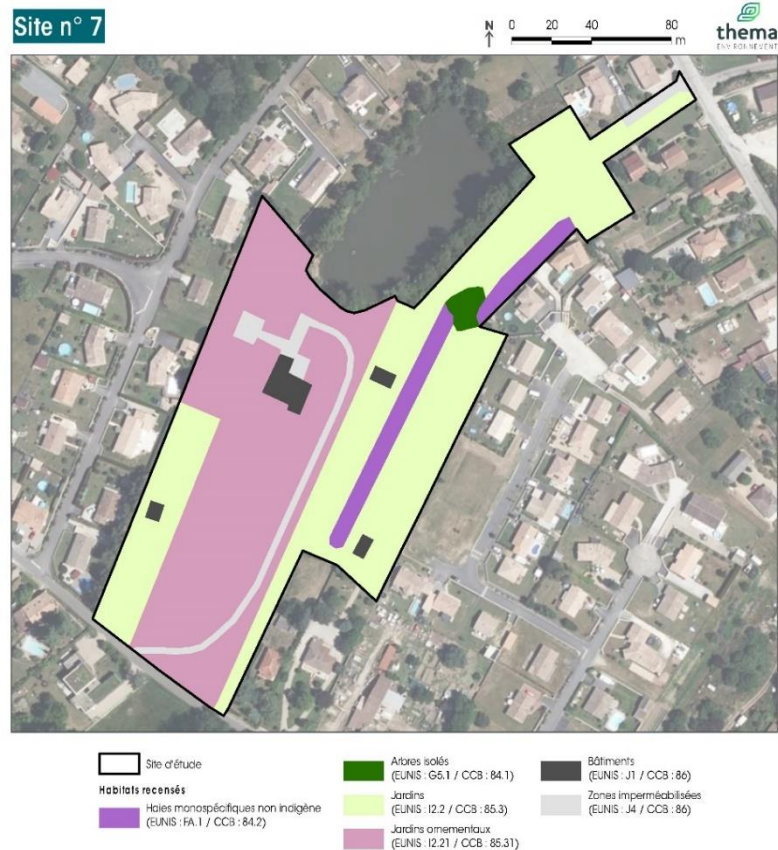 Site n° 7
N
0 20 40 80
m
thema
ENVIRONNEMENT
Site d'étude
Habitats recensés
Haies monospécifiques non indigène
(EUNIS : FA.1 / CCB : 84.2)
Arbres isolés
(EUNIS : G5.1 / CCB : 84.1)
Jardins
(EUNIS : I2.2 / CCB : 85.3)
Jardins ornementaux
(EUNIS : I2.21 / CCB : 85.31)
Bâtiments
(EUNIS : J1 / CCB : 86)
Zones imperméabilisées
(EUNIS : J4 / CCB : 86)